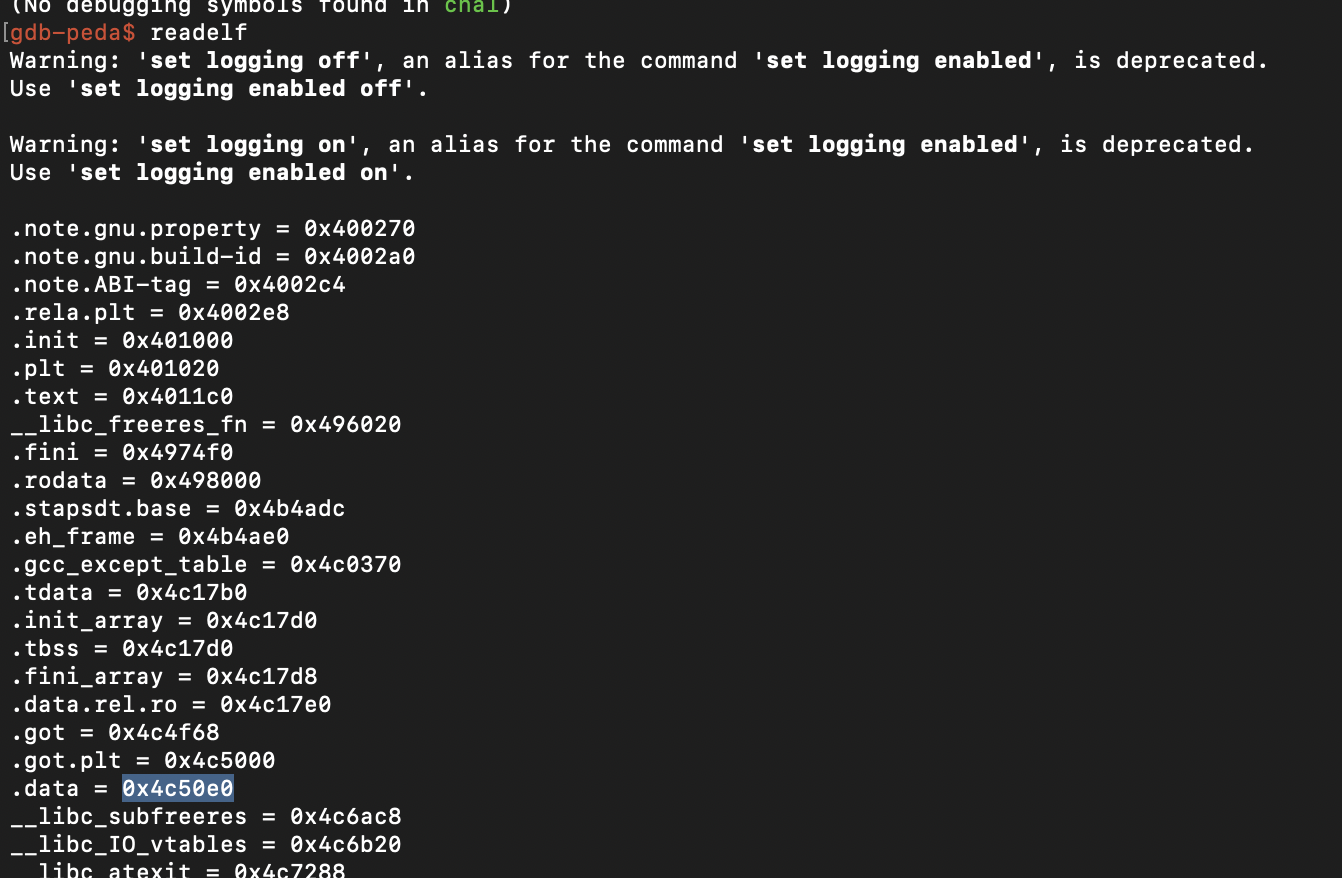 (No debugging symbols found in chal)
[gdb-peda$ readelf
Warning: 'set logging off', an alias for the command 'set logging enabled', is deprecated.
Use 'set logging enabled off'.
Warning: 'set logging on', an alias for the command 'set logging enabled', is deprecated.
Use 'set logging enabled on'.
.note.gnu.property = 0x400270
.note.gnu.build-id = 0x4002a0
.note.ABI-tag = 0x4002c4
.rela.plt = 0x4002e8
.init = 0x401000
.plt = 0x401020
.text = 0x4011c0
__libc_freeres_fn = 0x496020
.fini = 0x4974f0
.rodata = 0x498000
.stapsdt.base = 0x4b4adc
.eh_frame = 0x4b4ae0
.gcc_except_table = 0x4c0370
.tdata = 0x4c17b0
.init_array = 0x4c17d0
.tbss = 0x4c17d0
.fini_array = 0x4c17d8
.data.rel.ro = 0x4c17e0
.got = 0x4c4f68
.got.plt = 0x4c5000
.data = 0x4c50e0
__libc_subfreeres = 0x4c6ac8
__libc_IO_vtables = 0x4c6b20
__libc_atexit = 0x4c7288